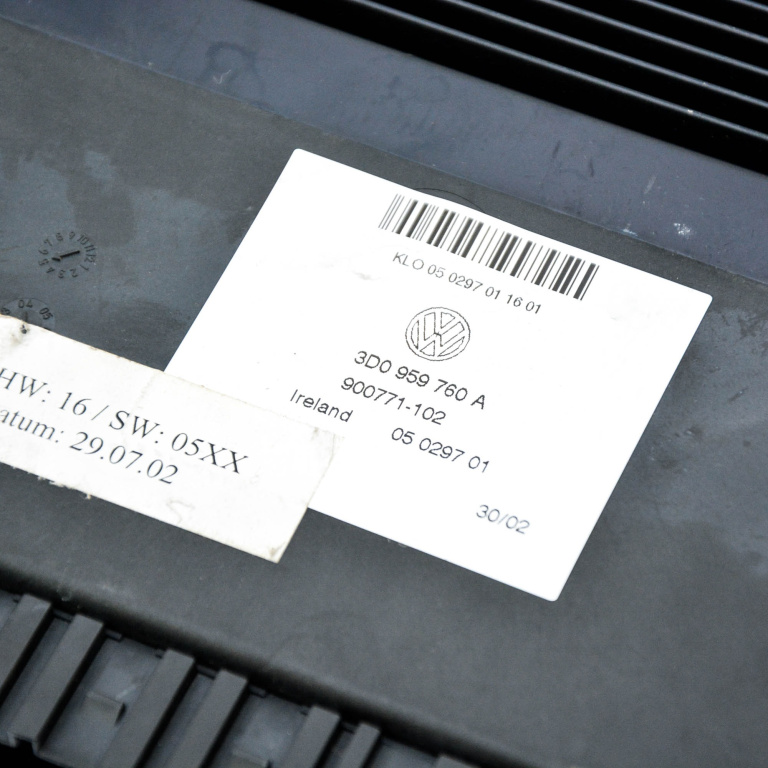 KLO 05 0297 01 16 01
3D0 959 760 A
900771-102
Ireland
05 0297 01
30/02
HW: 16 / SW: 05XX
atum: 29.07.02